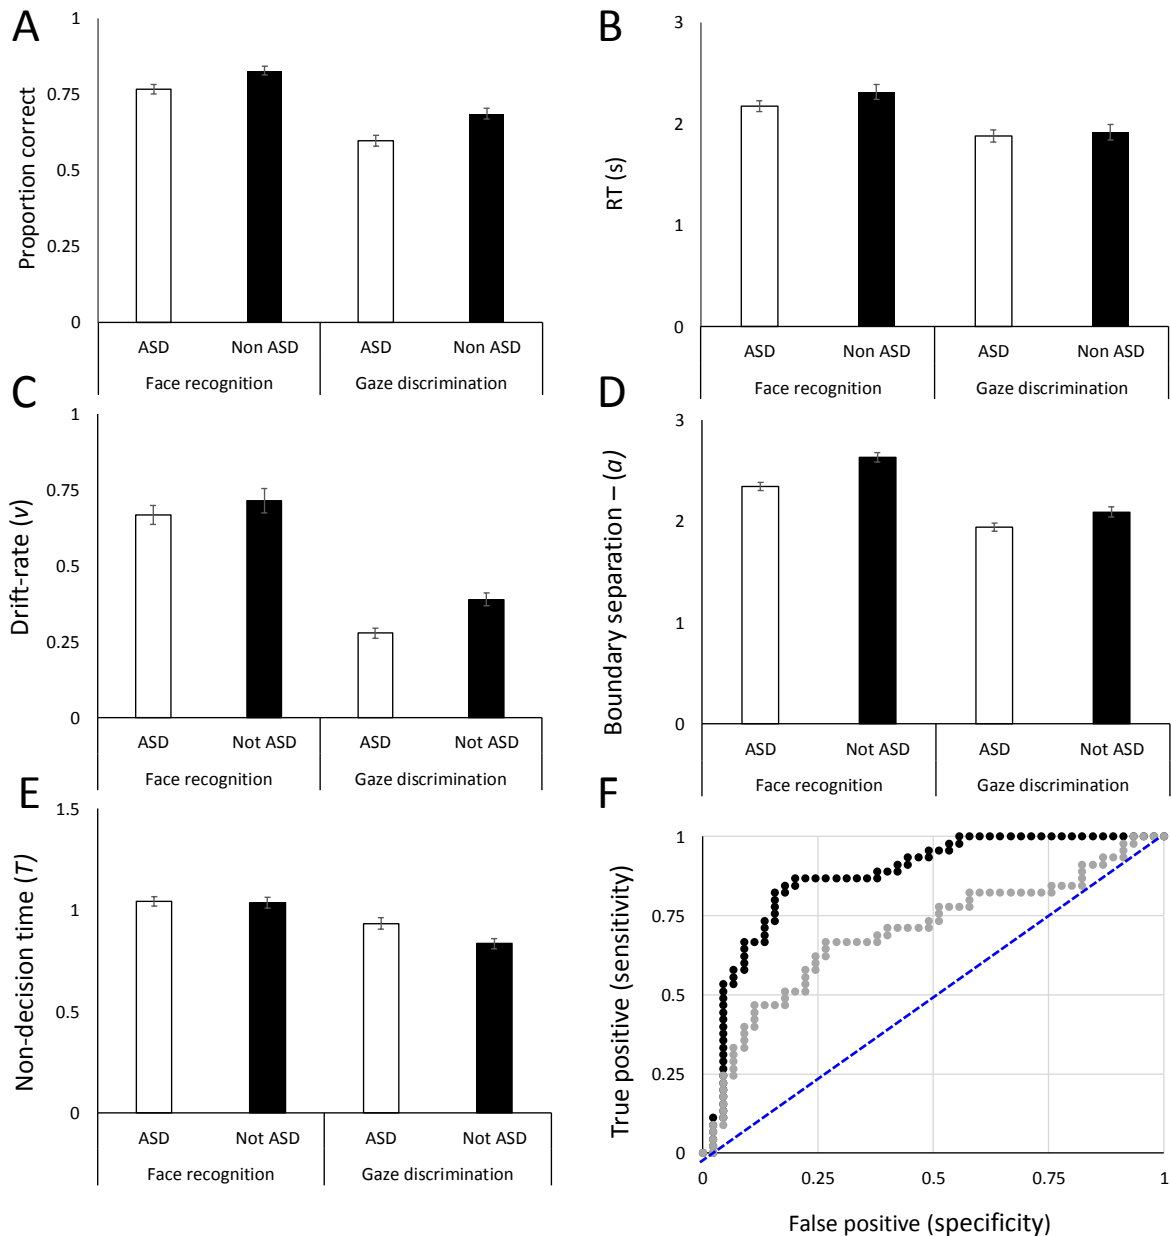 A
Proportion correct
1
0.75
0.5
0.25
0
ASD Non ASD ASD Non ASD
Face recognition Gaze discrimination
B
RT (s)
3
2
1
0
ASD Non ASD ASD Non ASD
Face recognition Gaze discrimination
C
Drift-rate (v)
1
0.75
0.5
0.25
0
ASD Not ASD ASD Not ASD
Face recognition Gaze discrimination
D
Boundary separation – (a)
3
2
1
0
ASD Not ASD ASD Not ASD
Face recognition Gaze discrimination
E
Non-decision time (T)
1.5
1
0.5
0
ASD Not ASD ASD Not ASD
Face recognition Gaze discrimination
F
True positive (sensitivity)
1
0.75
0.5
0.25
0
0 0.25 0.5 0.75 1
False positive (specificity)